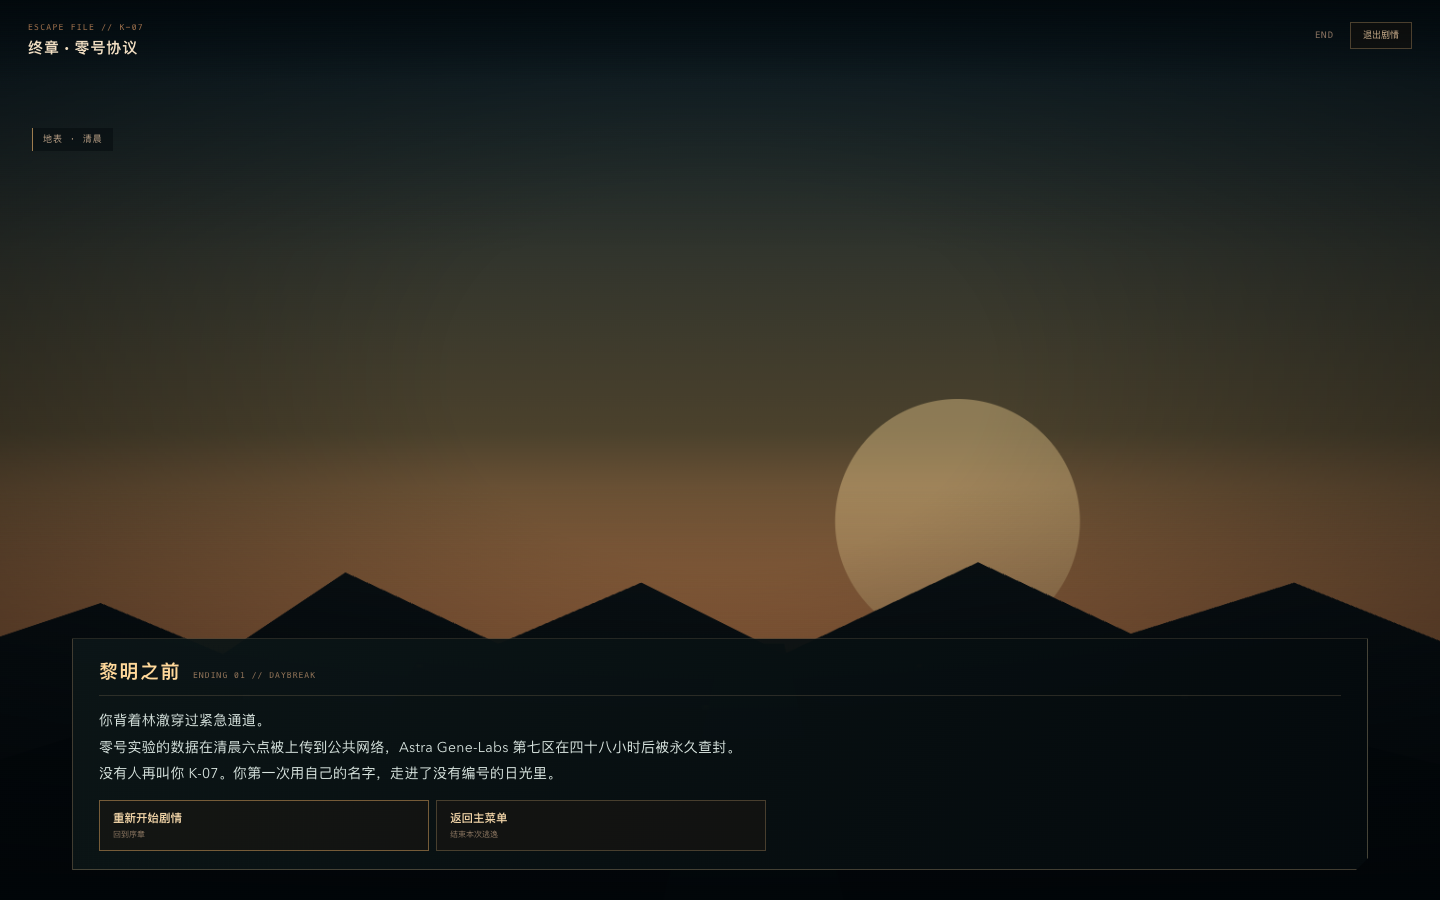 ESCAPE FILE // K-07
终章·零号协议
END
退出剧情
地表 · 清晨
黎明之前
ENDING 01 // DAYBREAK
你背着林澈穿过紧急通道。
零号实验的数据在清晨六点被上传到公共网络，Astra Gene-Labs 第七区在四十八小时后被永久查封。
没有人再叫你 K-07。你第一次用自己的名字，走进了没有编号的日光里。
重新开始剧情
回到序章
返回主菜单
结束本次逃逸